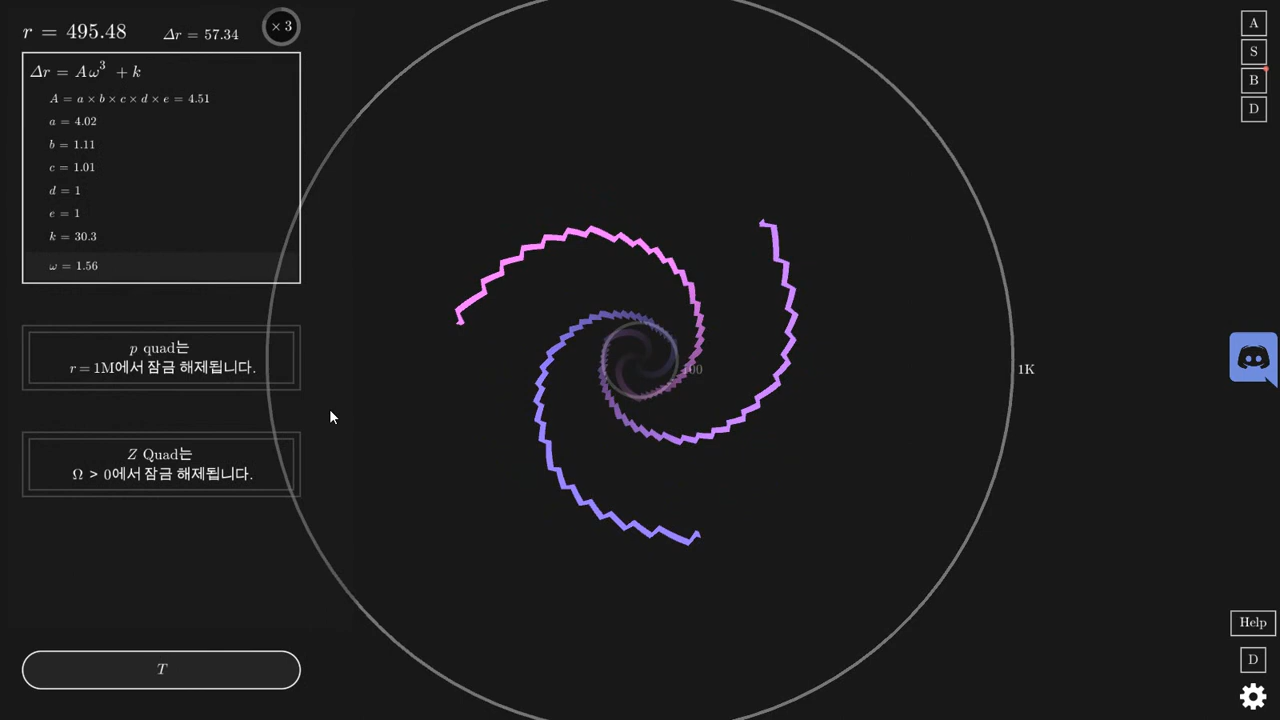 r = 495.48
Δr = 57.34
× 3
Δr = Aω³ + k
A = a × b × c × d × e = 4.51
a = 4.02
b = 1.11
c = 1.01
d = 1
e = 1
k = 30.3
ω = 1.56
p quad는
r = 1M에서 잠금 해제됩니다.
Z Quad는
Ω > 0에서 잠금 해제됩니다.
T
100
1K
A
S
B
D
Help
D